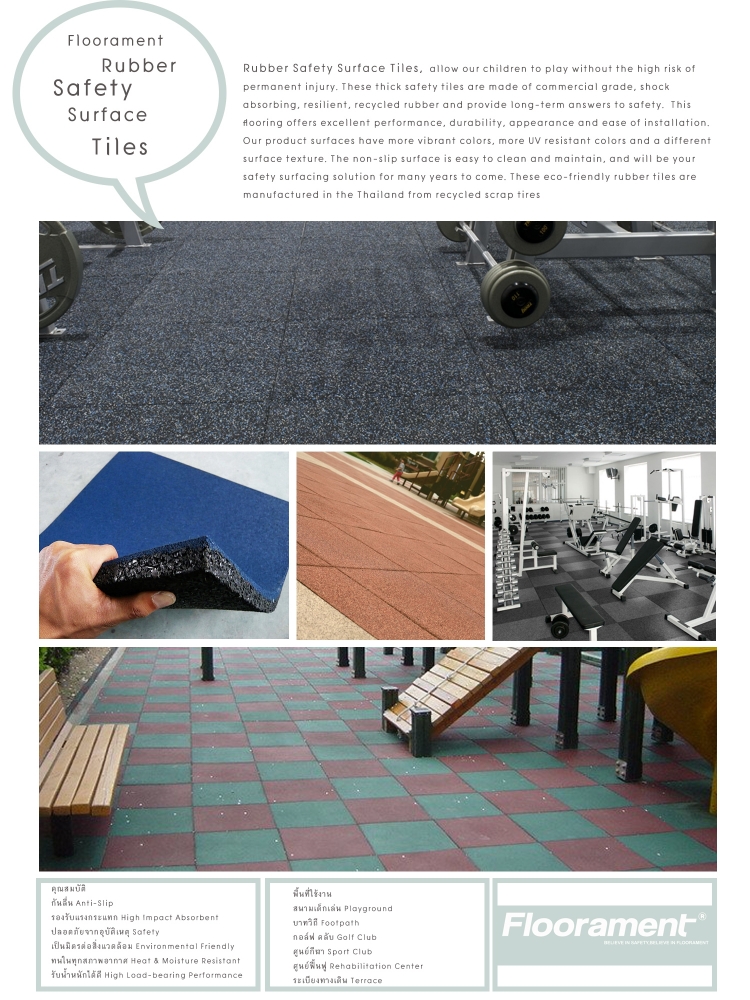 Floorament
Rubber
Safety
Surface
Tiles
Rubber Safety Surface Tiles, allow our children to play without the high risk of
permanent injury. These thick safety tiles are made of commercial grade, shock
absorbing, resilient, recycled rubber and provide long-term answers to safety. This
flooring offers excellent performance, durability, appearance and ease of installation.
Our product surfaces have more vibrant colors, more UV resistant colors and a different
surface texture. The non-slip surface is easy to clean and maintain, and will be your
safety surfacing solution for many years to come. These eco-friendly rubber tiles are
manufactured in the Thailand from recycled scrap tires
คุณสมบัติ
กันลื่น Anti-Slip
รองรับแรงกระแทก High Impact Absorbent
ปลอดภัยจากอุบัติเหตุ Safety
เป็นมิตรต่อสิ่งแวดล้อม Environmental Friendly
ทนในทุกสภาพอากาศ Heat & Moisture Resistant
รับน้ำหนักได้ดี High Load-bearing Performance
พื้นที่ใช้งาน
สนามเด็กเล่น Playground
บาทวิถี Footpath
กอล์ฟ คลับ Golf Club
ศูนย์กีฬา Sport Club
ศูนย์ฟื้นฟู Rehabilitation Center
ระเบียงทางเดิน Terrace
Floorament®
BELIEVE IN SAFETY, BELIEVE IN FLOORAMENT